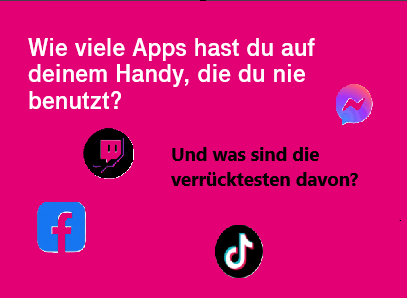 Wie viele Apps hast du auf
deinem Handy, die du nie
benutzt?
Und was sind die
verrücktesten davon?